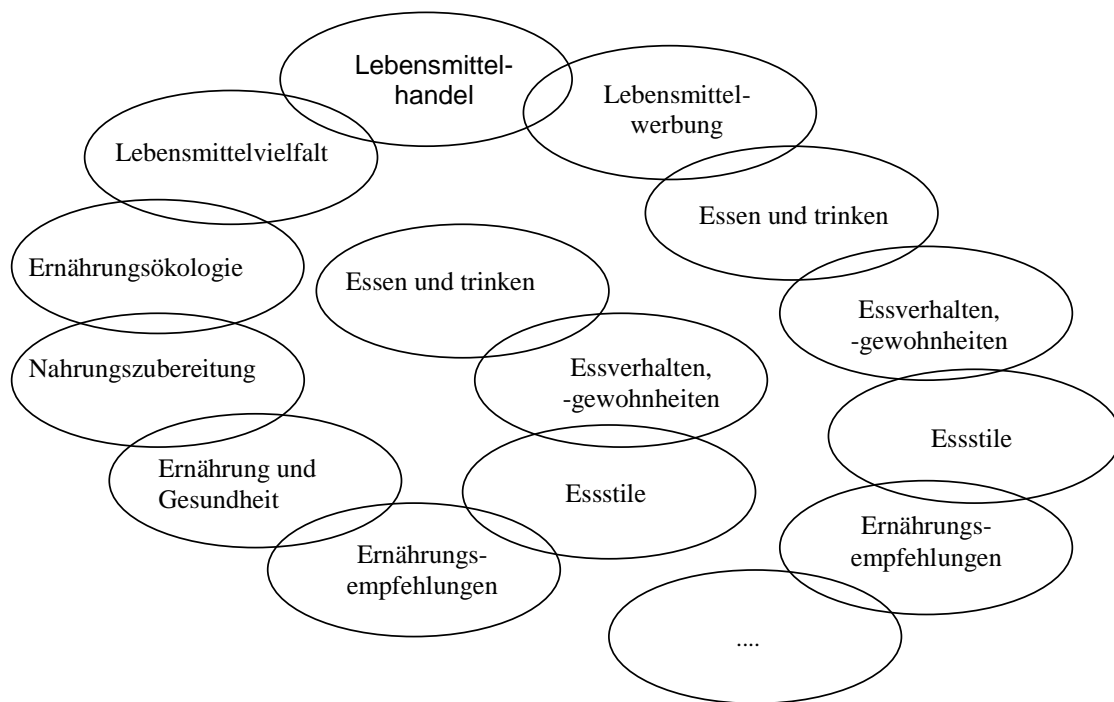 Lebensmittel-
handel
Lebensmittel-
werbung
Lebensmittelvielfalt
Essen und trinken
Ernährungsökologie
Essen und trinken
Essverhalten,
-gewohnheiten
Nahrungszubereitung
Essverhalten,
-gewohnheiten
Essstile
Ernährung und
Gesundheit
Essstile
Ernährungs-
empfehlungen
Ernährungs-
empfehlungen
....